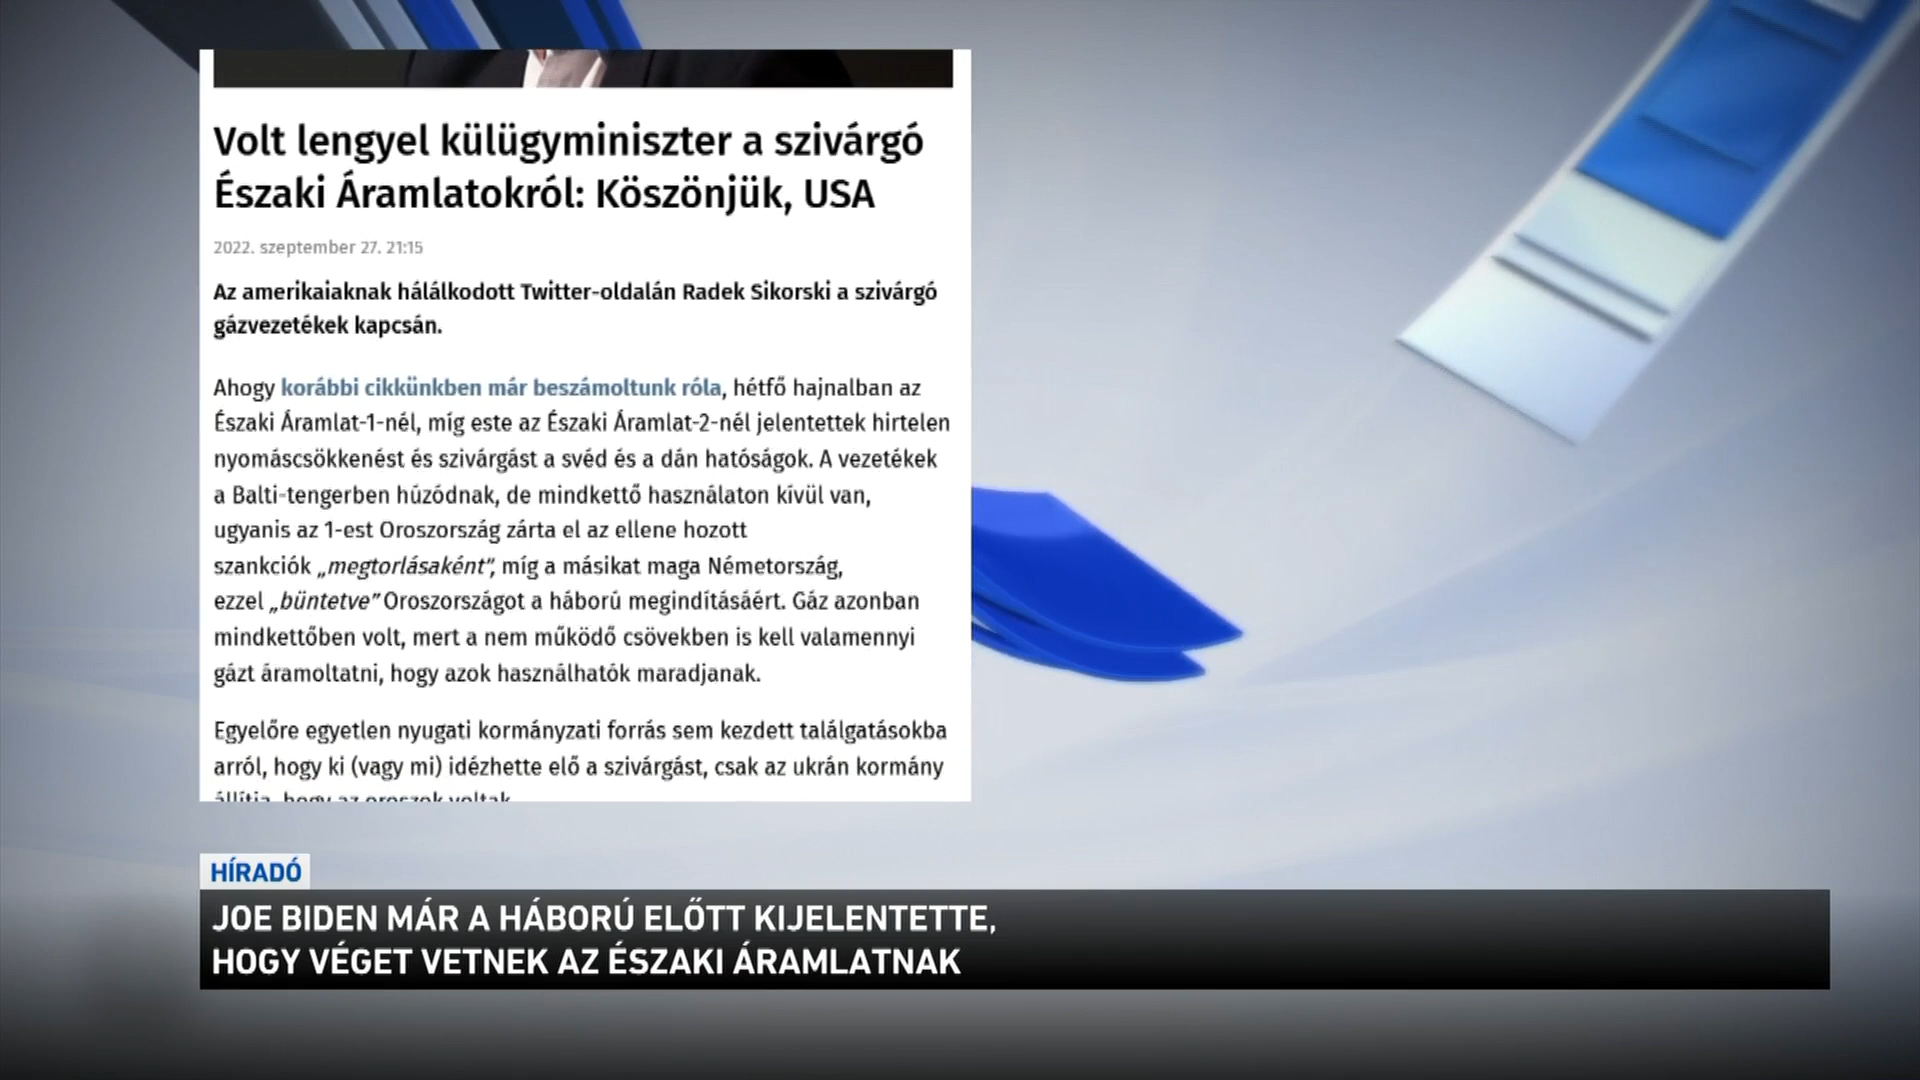 Volt lengyel külügyminiszter a szivárgó
Északi Áramlatokról: Köszönjük, USA
2022. szeptember 27. 21:15
Az amerikaiaknak hálálkodott Twitter-oldalán Radek Sikorski a szivárgó
gázvezetékek kapcsán.
Ahogy korábbi cikkünkben már beszámoltunk róla, hétfő hajnalban az
Északi Áramlat-1-nél, míg este az Északi Áramlat-2-nél jelentettek hirtelen
nyomáscsökkenést és szivárgást a svéd és a dán hatóságok. A vezetékek
a Balti-tengerben húzódnak, de mindkettő használaton kívül van,
ugyanis az 1-est Oroszország zárta el az ellene hozott
szankciók „megtorlásaként”, míg a másikat maga Németország,
ezzel „büntetve” Oroszországot a háború megindításáért. Gáz azonban
mindkettőben volt, mert a nem működő csövekben is kell valamennyi
gázt áramoltatni, hogy azok használhatók maradjanak.
Egyelőre egyetlen nyugati kormányzati forrás sem kezdett találgatásokba
arról, hogy ki (vagy mi) idézhette elő a szivárgást, csak az ukrán kormány
állítja, hogy az oroszok voltak
HÍRADÓ
JOE BIDEN MÁR A HÁBORÚ ELŐTT KIJELENTETTE,
HOGY VÉGET VETNEK AZ ÉSZAKI ÁRAMLATNAK